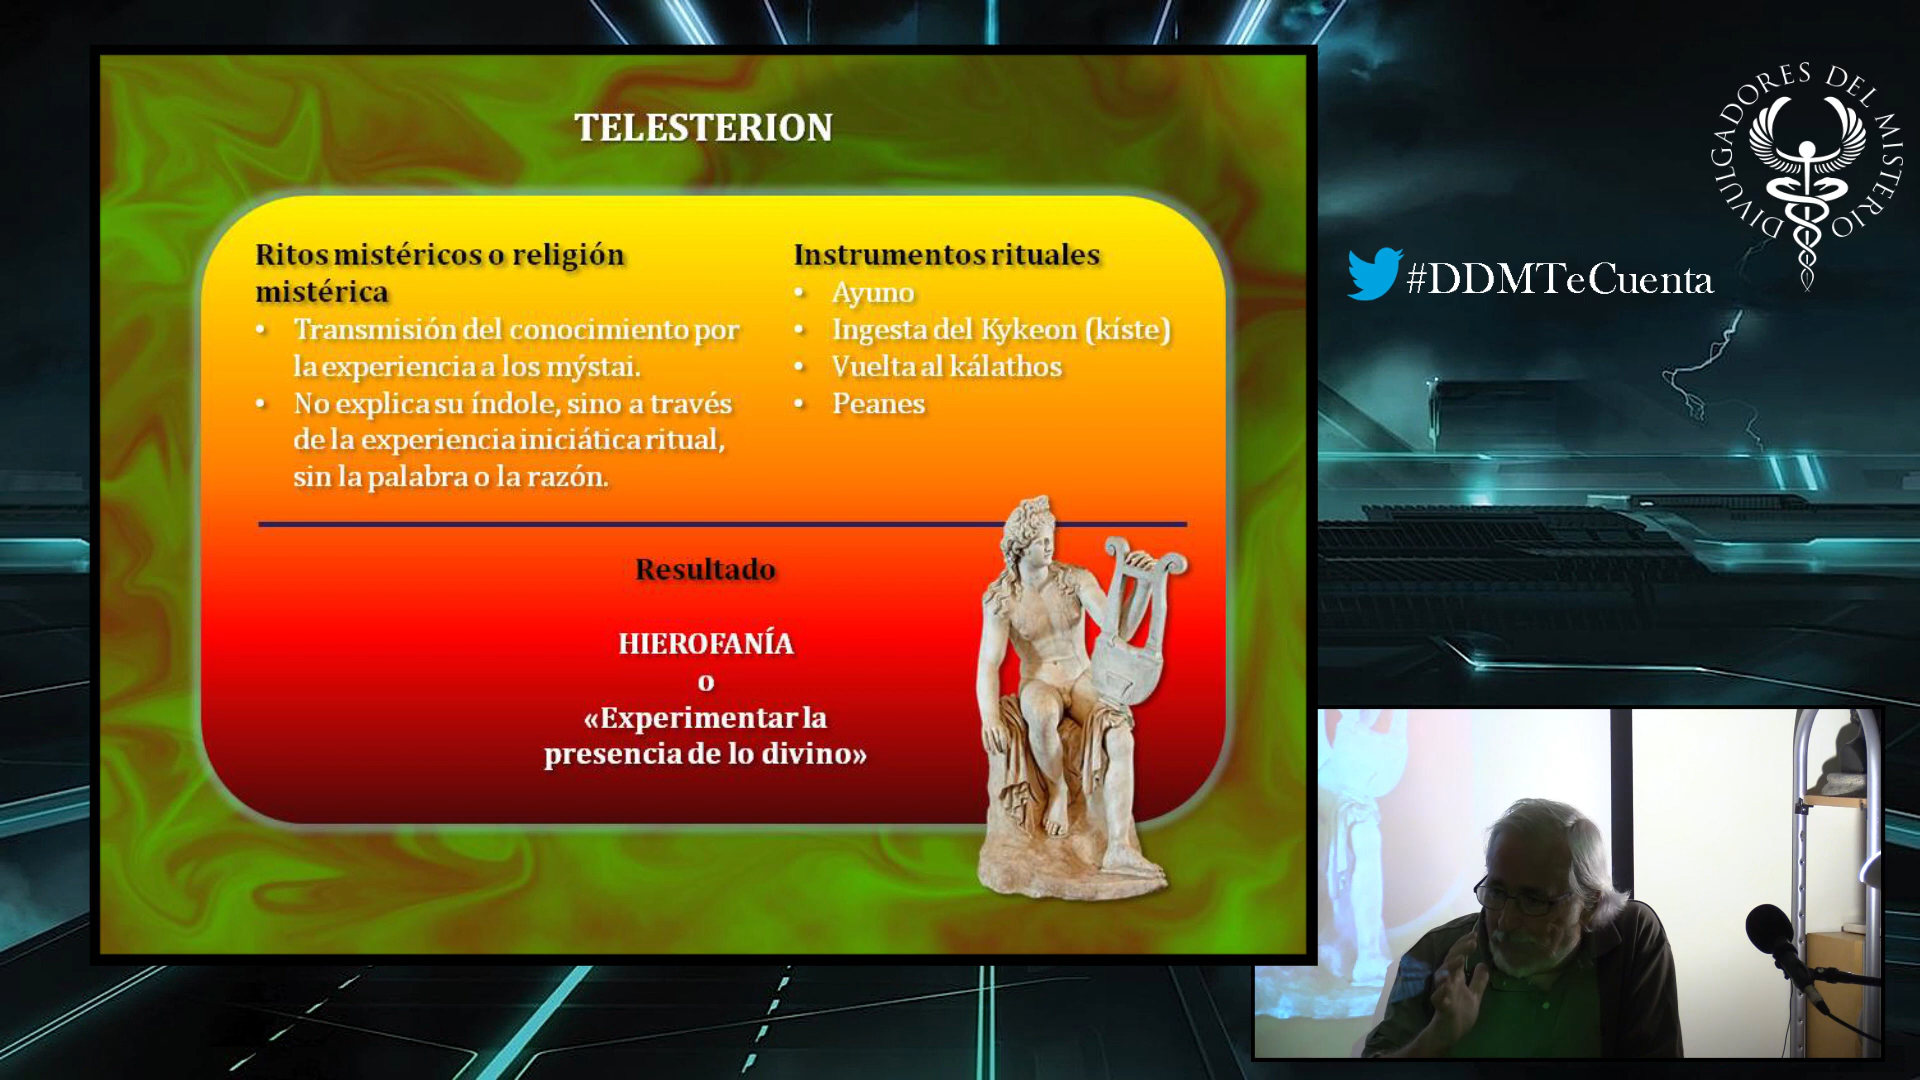 TELESTERION
Ritos mistéricos o religión
mistérica
• Transmisión del conocimiento por
la experiencia a los mýstai.
• No explica su índole, sino a través
de la experiencia iniciática ritual,
sin la palabra o la razón.
Instrumentos rituales
• Ayuno
• Ingesta del Kykeon (kíste)
• Vuelta al kálathos
• Peanes
Resultado
HIEROFANÍA
o
«Experimentar la
presencia de lo divino»
DIVULGADORES DEL MISTERIO
#DDMTeCuenta